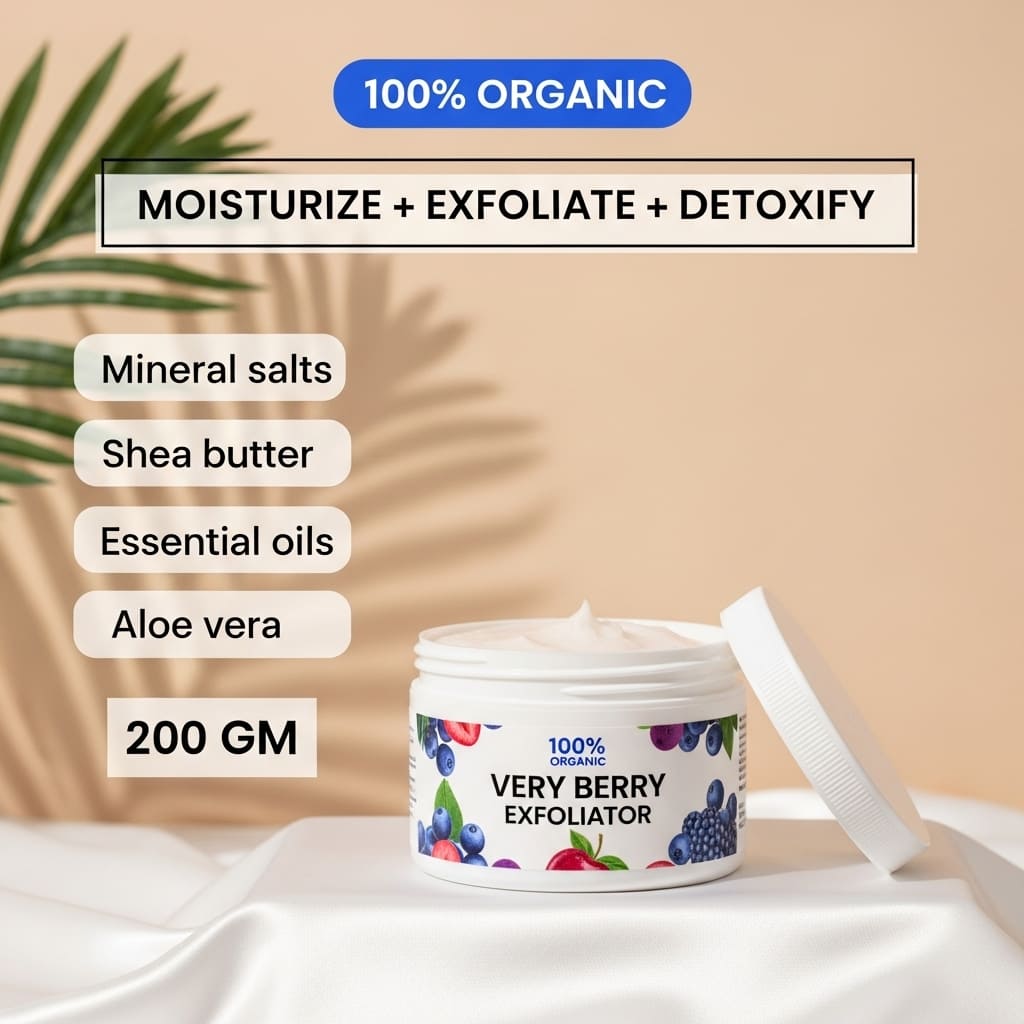 100% ORGANIC
MOISTURIZE + EXFOLIATE + DETOXIFY
Mineral salts
Shea butter
Essential oils
Aloe vera
200 GM
100%
ORGANIC
VERY BERRY
EXFOLIATOR